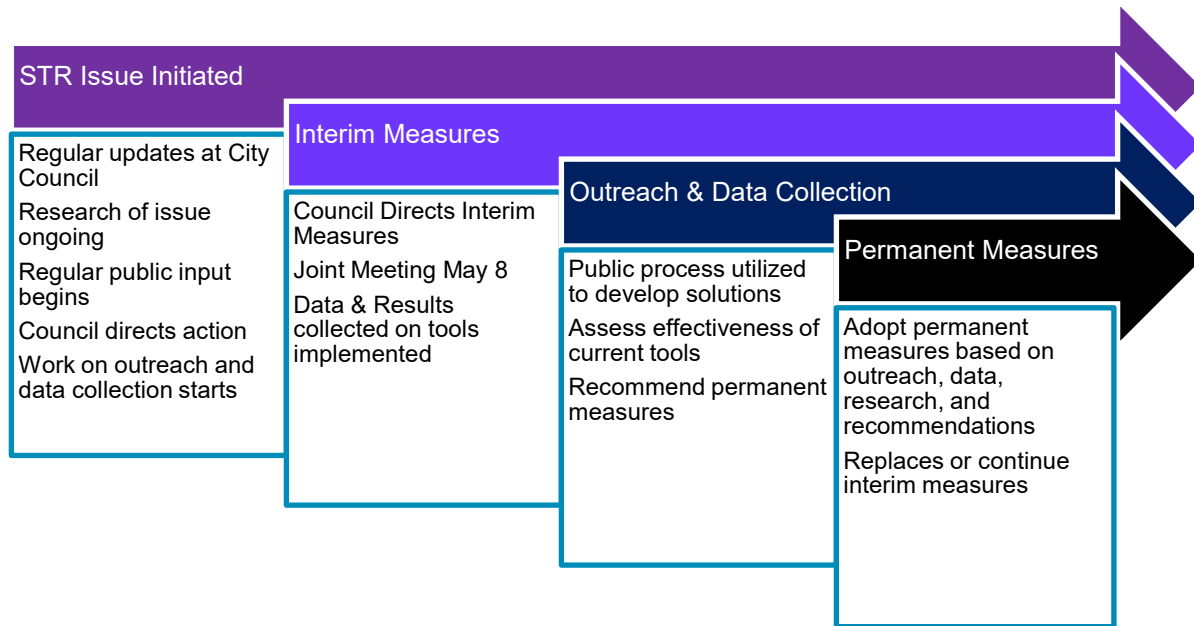 STR Issue Initiated
Regular updates at City
Council
Research of issue
ongoing
Regular public input
begins
Council directs action
Work on outreach and
data collection starts
Interim Measures
Council Directs Interim
Measures
Joint Meeting May 8
Data & Results
collected on tools
implemented
Outreach & Data Collection
Public process utilized
to develop solutions
Assess effectiveness of
current tools
Recommend permanent
measures
Permanent Measures
Adopt permanent
measures based on
outreach, data,
research, and
recommendations
Replaces or continue
interim measures